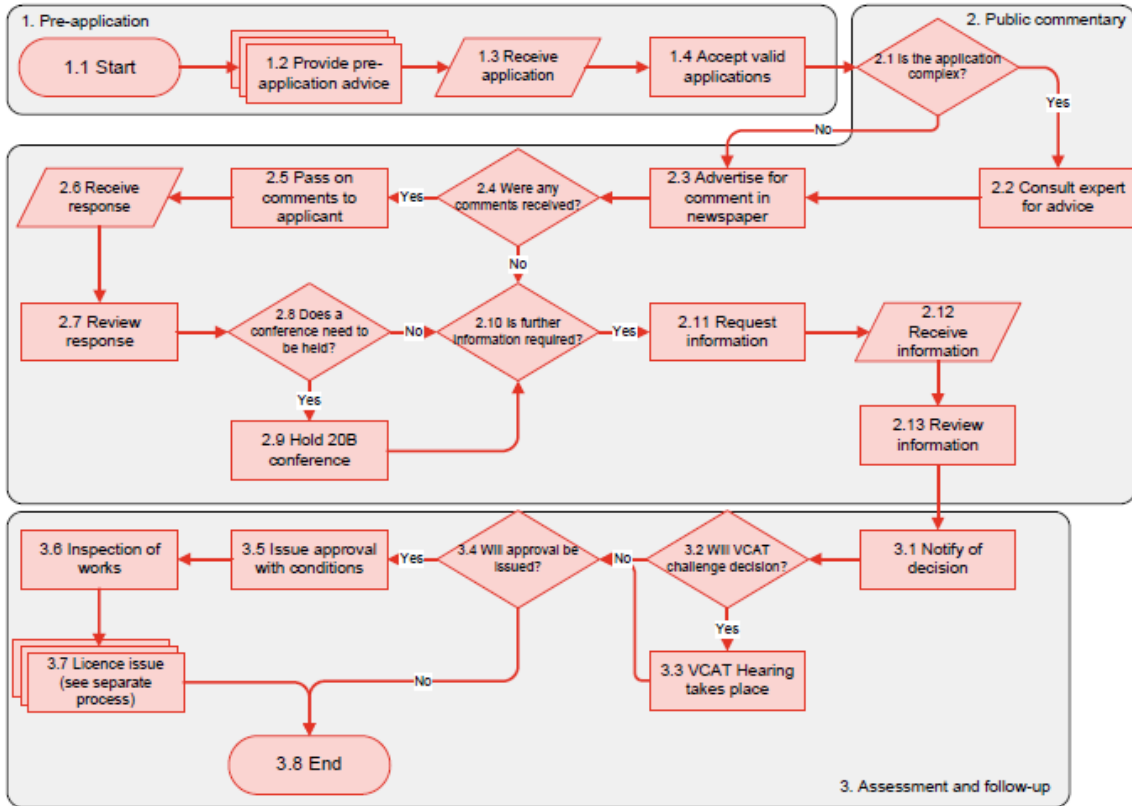 1. Pre-application
2. Public commentary
1.1 Start
1.2 Provide pre-
application advice
1.3 Receive
application
1.4 Accept valid
applications
2.1 Is the application
complex?
Yes
No
2.6 Receive
response
2.5 Pass on
comments to
applicant
Yes
2.4 Were any
comments received?
2.3 Advertise for
comment in
newspaper
2.2 Consult expert
for advice
No
2.7 Review
response
2.8 Does a
conference need to
be held?
No
2.10 Is further
information required?
Yes
2.11 Request
information
2.12
Receive
information
Yes
2.9 Hold 20B
conference
2.13 Review
information
3.6 Inspection of
works
3.5 Issue approval
with conditions
Yes
3.4 Will approval be
issued?
No
3.2 Will VCAT
challenge decision?
3.1 Notify of
decision
Yes
3.7 Licence issue
(see separate
process)
No
3.3 VCAT Hearing
takes place
3.8 End
3. Assessment and follow-up